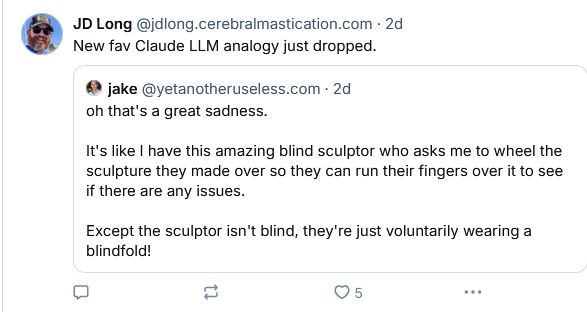 JD Long @jdlong.cerebralmastication.com · 2d
New fav Claude LLM analogy just dropped.
jake @yetanotheruseless.com · 2d
oh that's a great sadness.
It's like I have this amazing blind sculptor who asks me to wheel the
sculpture they made over so they can run their fingers over it to see
if there are any issues.
Except the sculptor isn't blind, they're just voluntarily wearing a
blindfold!
5